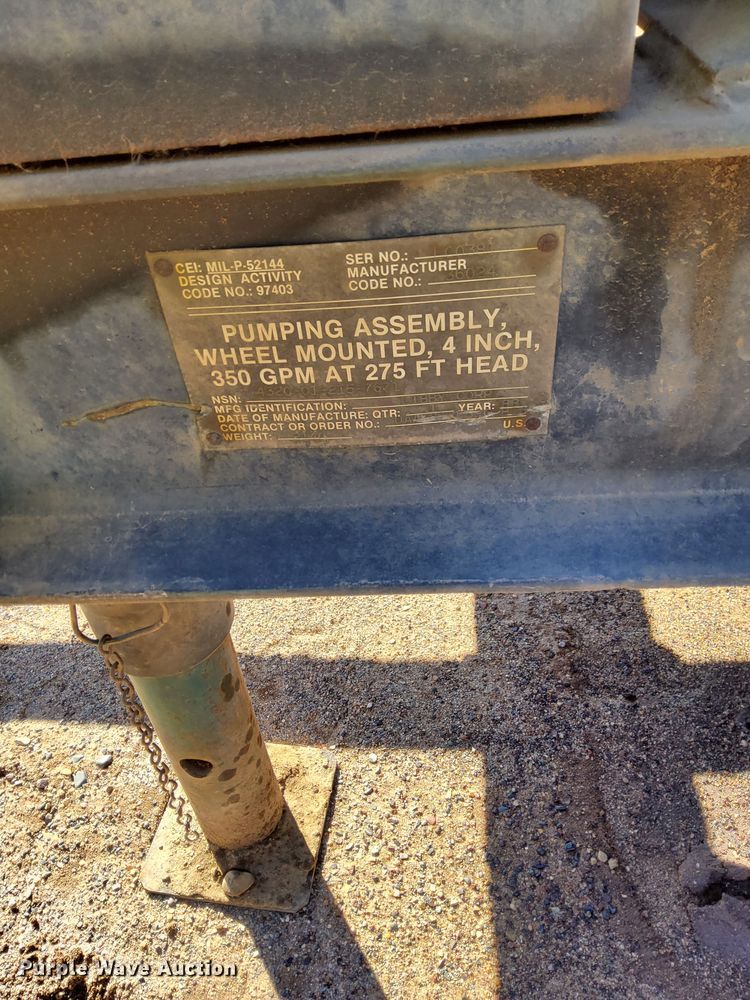 CEI: MIL-P-52144
DESIGN ACTIVITY
CODE NO.: 97403
SER NO.:
MANUFACTURER
CODE NO.:
PUMPING ASSEMBLY,
WHEEL MOUNTED, 4 INCH,
350 GPM AT 275 FT HEAD
NSN:
MFG IDENTIFICATION:
DATE OF MANUFACTURE: QTR: YEAR:
CONTRACT OR ORDER NO.: U.S
WEIGHT:
Purple Wave Auction